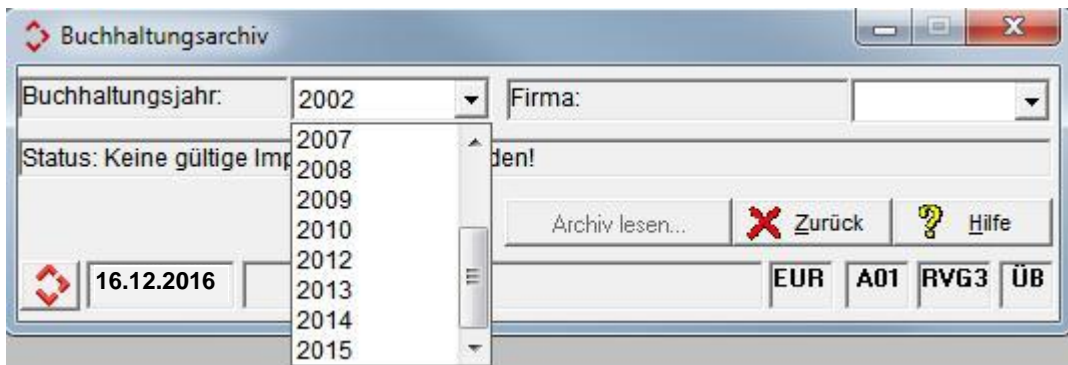 Buchhaltungsarchiv
Buchhaltungsjahr: 2002 Firma:
2007
Status: Keine gültige Imp den!
2008
2009
2010
Archiv lesen... Zurück Hilfe
2012
16.12.2016 EUR A01 RVG3 ÜB
2013
2014
2015